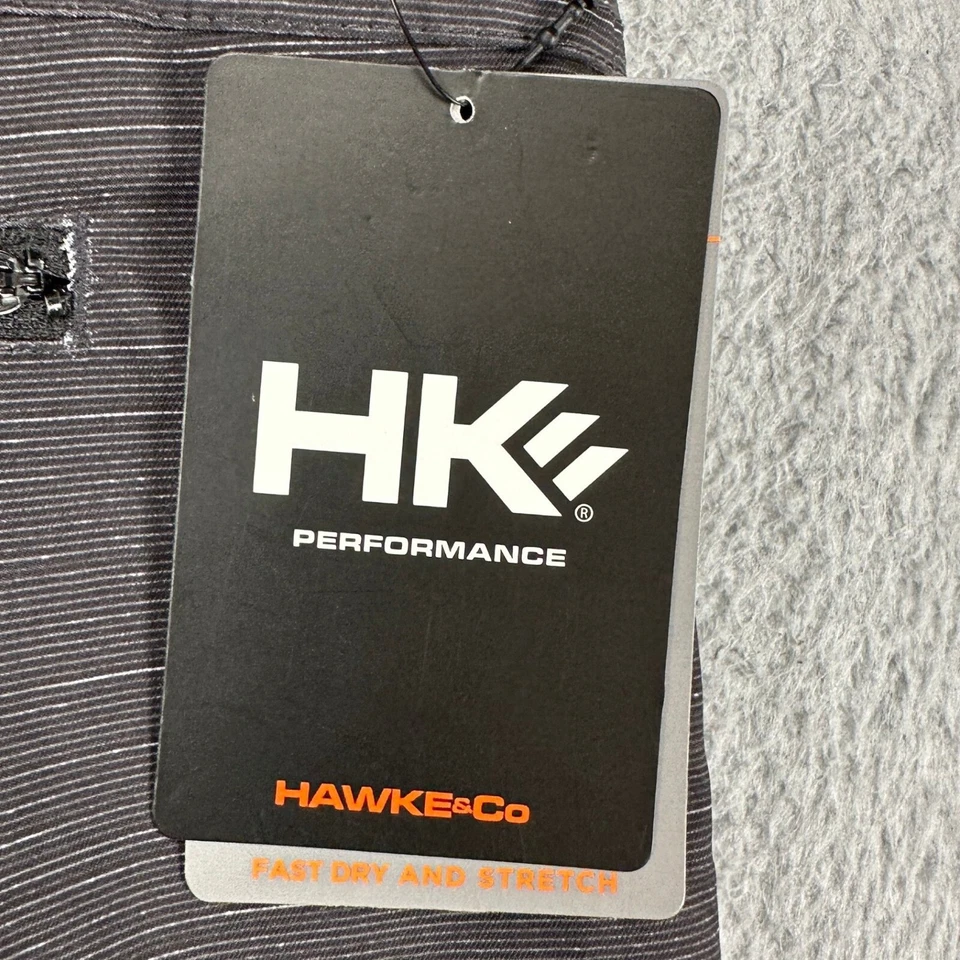 HK
®
PERFORMANCE
HAWKE&Co
FAST DRY AND STRETCH